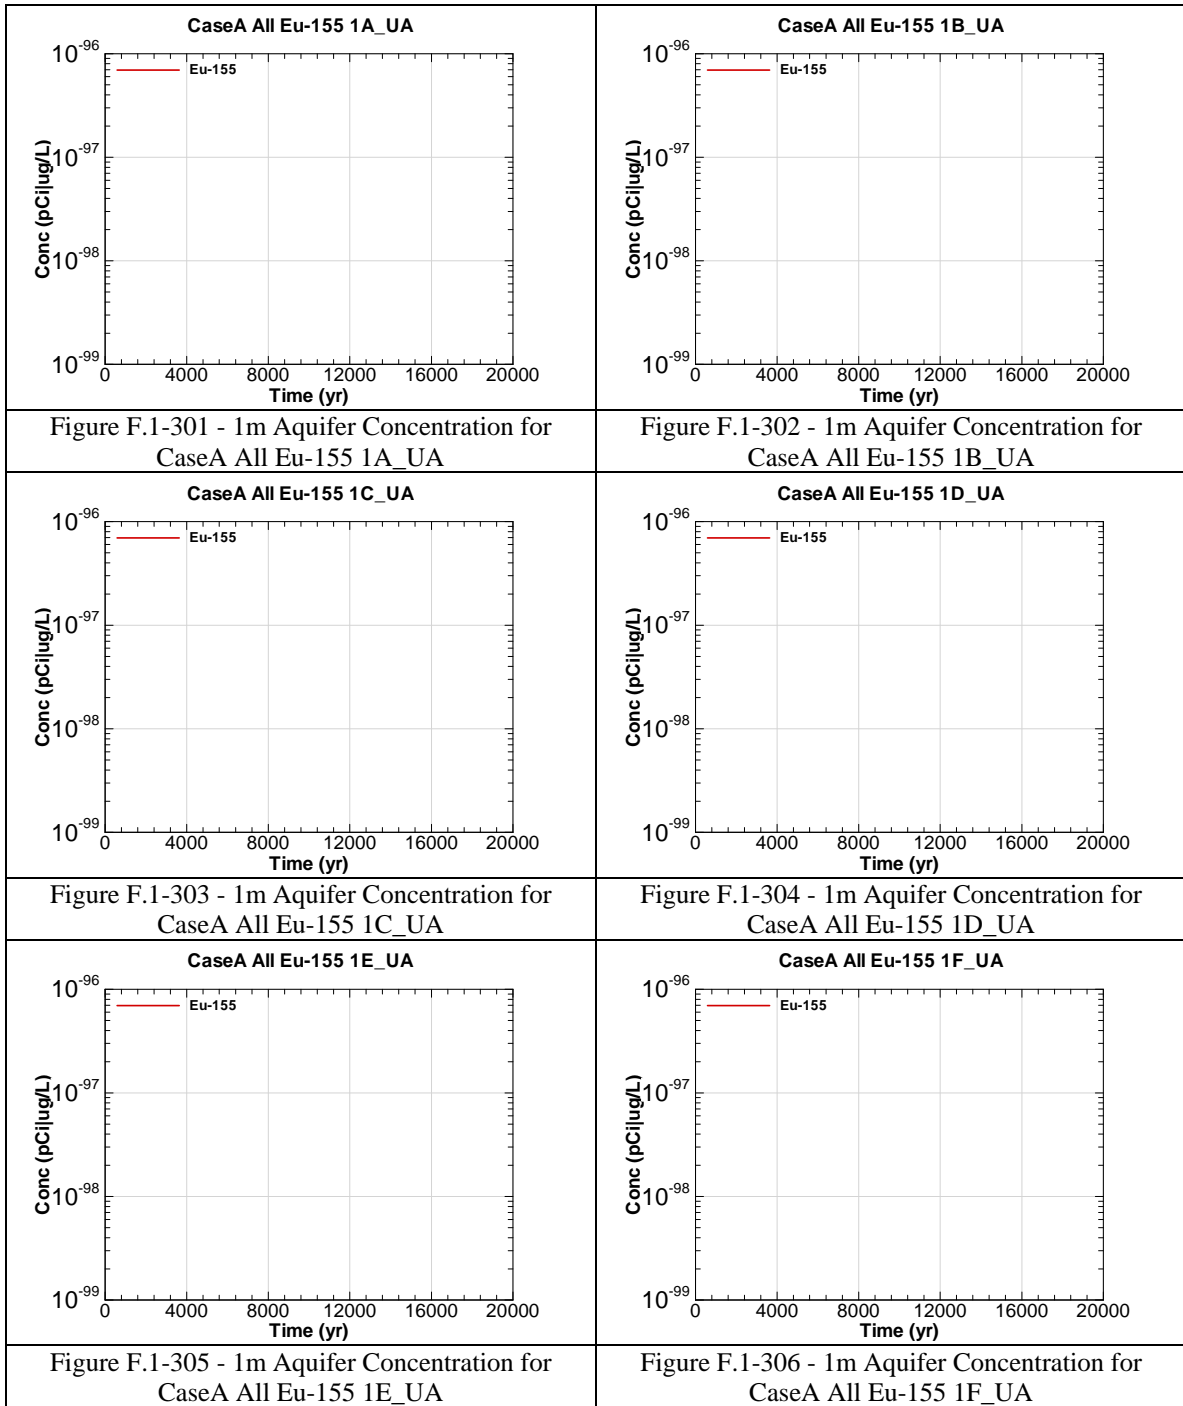 CaseA All Eu-155 1A_UA
10-96
Eu-155
10-97
10-98
10-99
Conc (pCi|ug/L)
0 4000 8000 12000 16000 20000
Time (yr)
Figure F.1-301 - 1m Aquifer Concentration for
CaseA All Eu-155 1A_UA
CaseA All Eu-155 1B_UA
10-96
Eu-155
10-97
10-98
10-99
Conc (pCi|ug/L)
0 4000 8000 12000 16000 20000
Time (yr)
Figure F.1-302 - 1m Aquifer Concentration for
CaseA All Eu-155 1B_UA
CaseA All Eu-155 1C_UA
10-96
Eu-155
10-97
10-98
10-99
Conc (pCi|ug/L)
0 4000 8000 12000 16000 20000
Time (yr)
Figure F.1-303 - 1m Aquifer Concentration for
CaseA All Eu-155 1C_UA
CaseA All Eu-155 1D_UA
10-96
Eu-155
10-97
10-98
10-99
Conc (pCi|ug/L)
0 4000 8000 12000 16000 20000
Time (yr)
Figure F.1-304 - 1m Aquifer Concentration for
CaseA All Eu-155 1D_UA
CaseA All Eu-155 1E_UA
10-96
Eu-155
10-97
10-98
10-99
Conc (pCi|ug/L)
0 4000 8000 12000 16000 20000
Time (yr)
Figure F.1-305 - 1m Aquifer Concentration for
CaseA All Eu-155 1E_UA
CaseA All Eu-155 1F_UA
10-96
Eu-155
10-97
10-98
10-99
Conc (pCi|ug/L)
0 4000 8000 12000 16000 20000
Time (yr)
Figure F.1-306 - 1m Aquifer Concentration for
CaseA All Eu-155 1F_UA